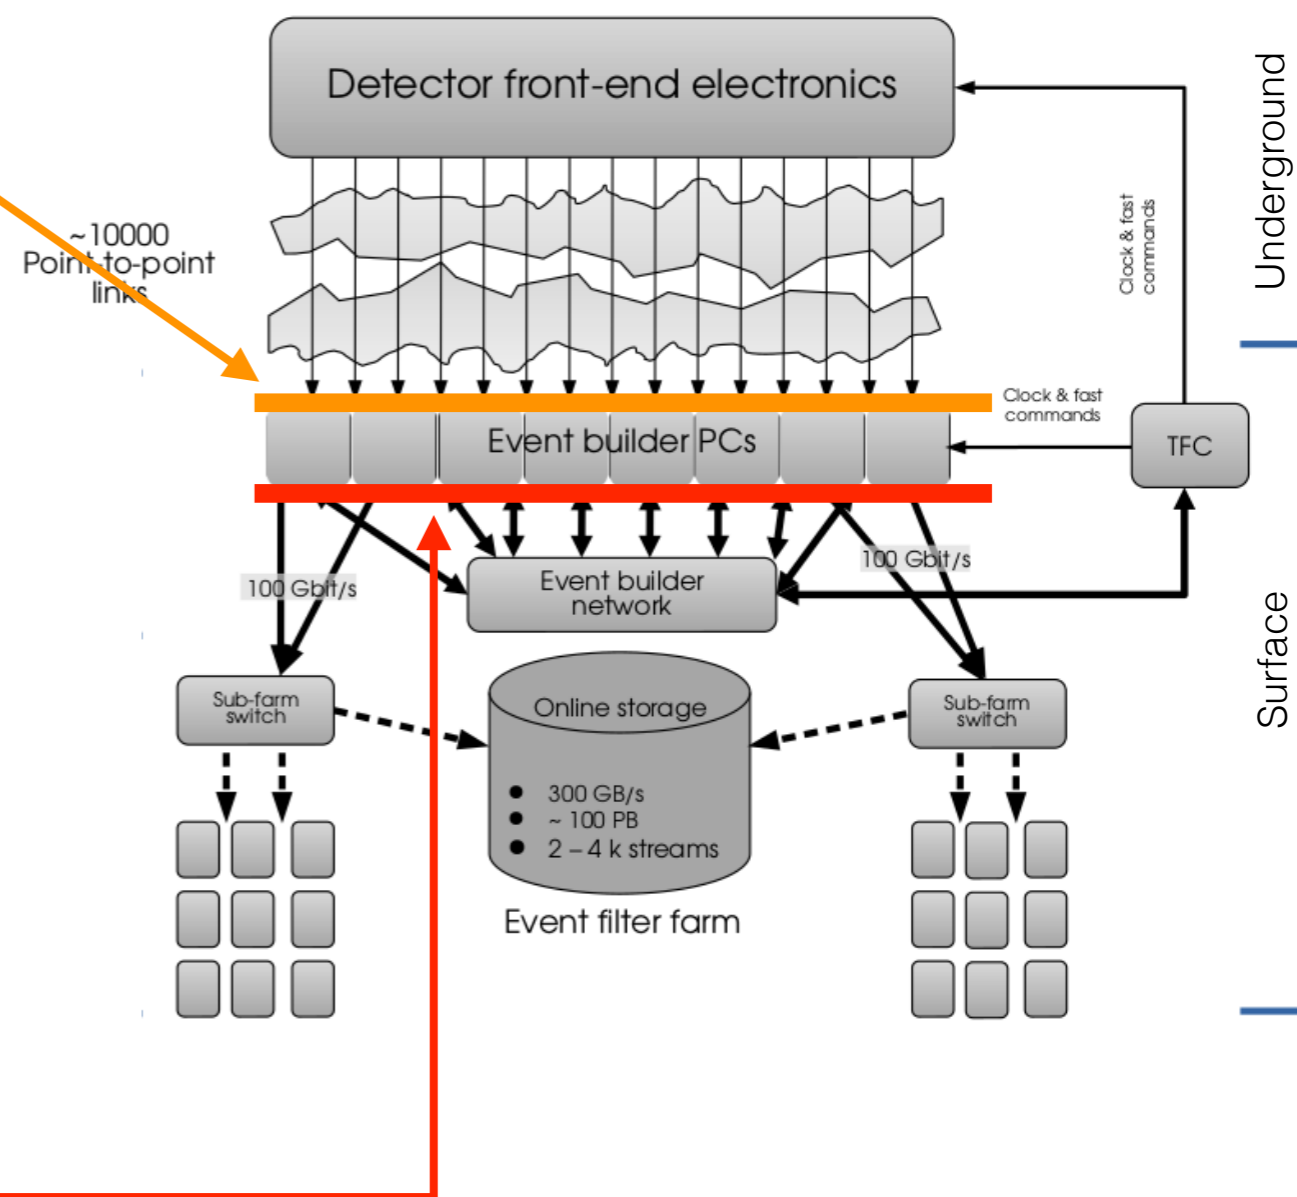 Detector front-end electronics
Underground
~10000
Point-to-point
links
Clock & fast
commands
Clock & fast
commands
Event builder PCs
TFC
100 Gbit/s
100 Gbit/s
Event builder
network
Surface
Sub-farm
switch
Online storage
Sub-farm
switch
● 300 GB/s
● ~ 100 PB
● 2 – 4 k streams
Event filter farm